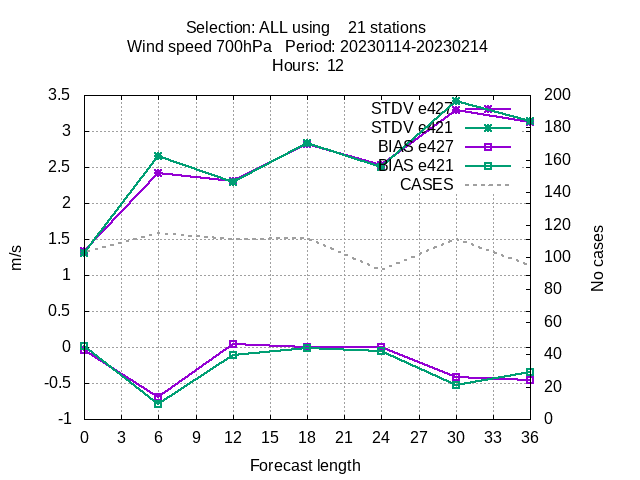 Selection: ALL using 21 stations
Wind speed 700hPa Period: 20230114-20230214
Hours: 12
3.5
3
2.5
2
1.5
1
0.5
0
-0.5
-1
m/s
STDV e427
STDV e421
BIAS e427
BIAS e421
CASES
200
180
160
140
120
100
80
60
40
20
0
No cases
0 3 6 9 12 15 18 21 24 27 30 33 36
Forecast length